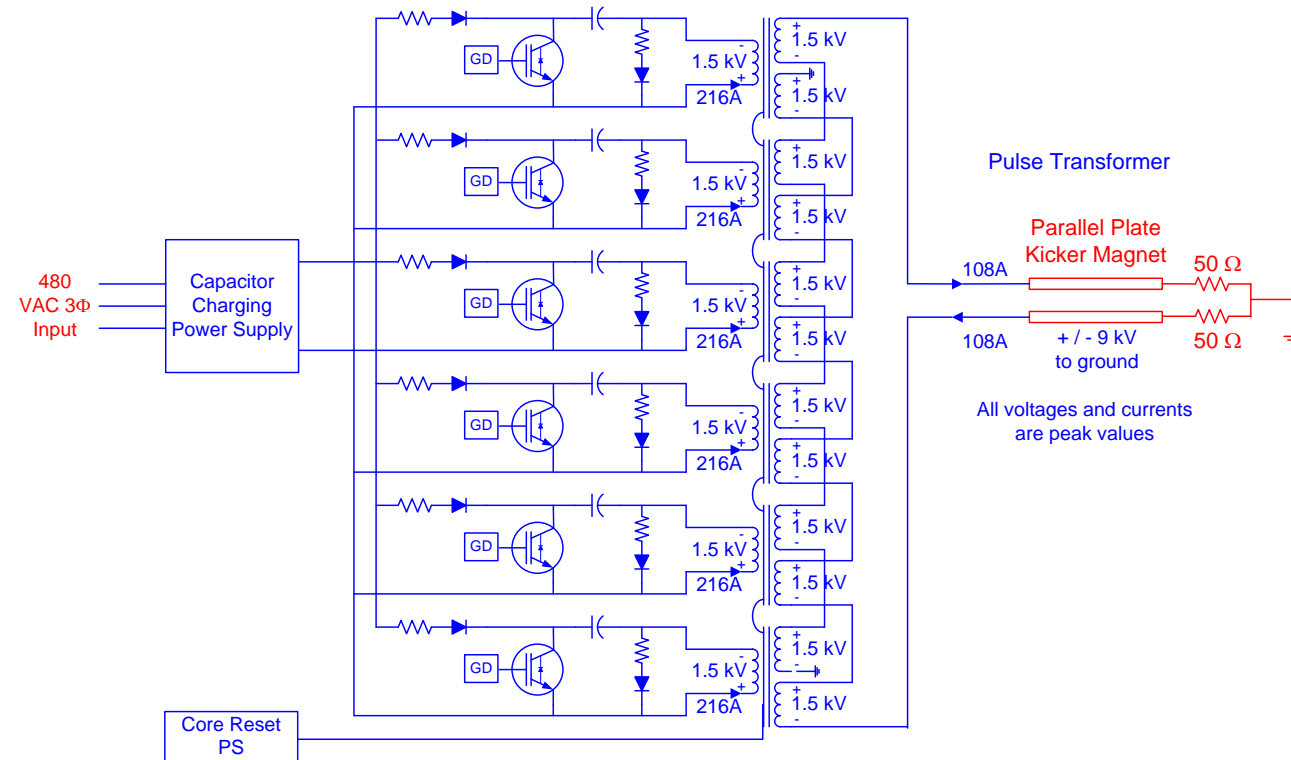 GD
1.5 kV
216A
-
+
GD
1.5 kV
216A
-
+
GD
1.5 kV
216A
-
+
GD
1.5 kV
216A
-
+
GD
1.5 kV
216A
-
+
GD
1.5 kV
216A
-
+
+
1.5 kV
-
+
1.5 kV
-
+
1.5 kV
-
+
1.5 kV
-
+
1.5 kV
-
+
1.5 kV
-
+
1.5 kV
-
+
1.5 kV
-
+
1.5 kV
-
+
1.5 kV
-
+
1.5 kV
-
+
1.5 kV
-
480
VAC 3Φ
Input
Capacitor
Charging
Power Supply
Core Reset
PS
Pulse Transformer
Parallel Plate
Kicker Magnet
108A
50 Ω
108A
50 Ω
+ / - 9 kV
to ground
All voltages and currents
are peak values